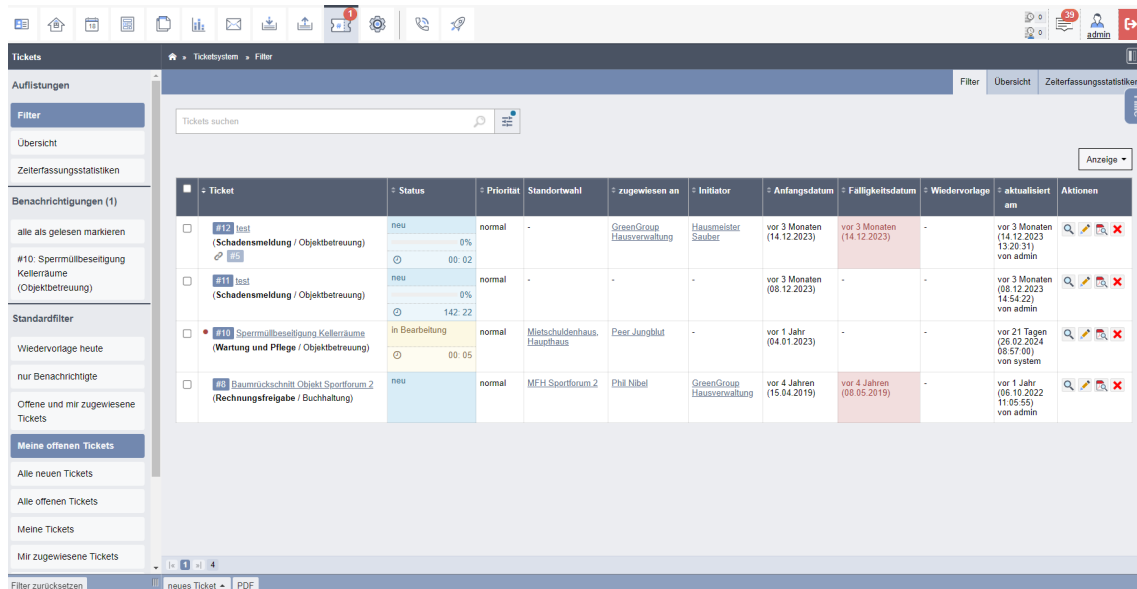 18
1
0
0
39
admin
Tickets
» Ticketsystem » Filter
Auflistungen
Filter
Übersicht
Zeiterfassungsstatistiken
Benachrichtigungen (1)
alle als gelesen markieren
#10: Sperrmüllbeseitigung
Kellerräume
(Objektbetreuung)
Standardfilter
Wiedervorlage heute
nur Benachrichtigte
Offene und mir zugewiesene
Tickets
Meine offenen Tickets
Alle neuen Tickets
Alle offenen Tickets
Meine Tickets
Mir zugewiesene Tickets
Filter zurücksetzen
Filter Übersicht Zeiterfassungsstatistiken
Tickets suchen
Anzeige
Ticket Status Priorität Standortwahl zugewiesen an Initiator Anfangsdatum Fälligkeitsdatum Wiedervorlage aktualisiert am Aktionen
#12 test
(Schadensmeldung / Objektbetreuung)
#5
neu
0%
00: 02
normal
-
GreenGroup
Hausverwaltung
Hausmeister
Sauber
vor 3 Monaten
(14.12.2023)
vor 3 Monaten
(14.12.2023)
-
vor 3 Monaten
(14.12.2023
13:20:31)
von admin
#11 test
(Schadensmeldung / Objektbetreuung)
neu
0%
142: 22
normal
-
-
-
vor 3 Monaten
(08.12.2023)
-
-
vor 3 Monaten
(08.12.2023
14:54:22)
von admin
#10 Sperrmüllbeseitigung Kellerräume
(Wartung und Pflege / Objektbetreuung)
in Bearbeitung
00: 05
normal
Mietschuldenhaus,
Haupthaus
Peer Jungblut
-
vor 1 Jahr
(04.01.2023)
-
-
vor 21 Tagen
(26.02.2024
08:57:00)
von system
#8 Baumrückschnitt Objekt Sportforum 2
(Rechnungsfreigabe / Buchhaltung)
neu
normal
MFH Sportforum 2
Phil Nibel
GreenGroup
Hausverwaltung
vor 4 Jahren
(15.04.2019)
vor 4 Jahren
(08.05.2019)
-
vor 1 Jahr
(06.10.2022
11:05:55)
von admin
1 4
neues Ticket PDF